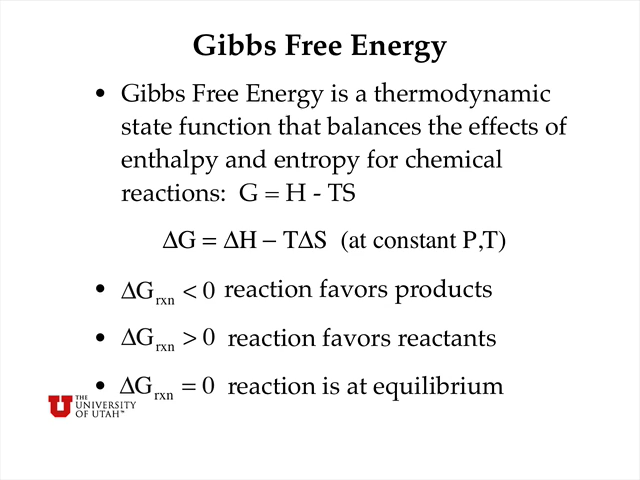 Gibbs Free Energy
• Gibbs Free Energy is a thermodynamic
state function that balances the effects of
enthalpy and entropy for chemical
reactions:  G = H - TS
ΔG = ΔH – TΔS  (at constant P,T)
• ΔGrxn < 0 reaction favors products
• ΔGrxn > 0 reaction favors reactants
• ΔGrxn = 0 reaction is at equilibrium
U THE
UNIVERSITY
OF UTAH™